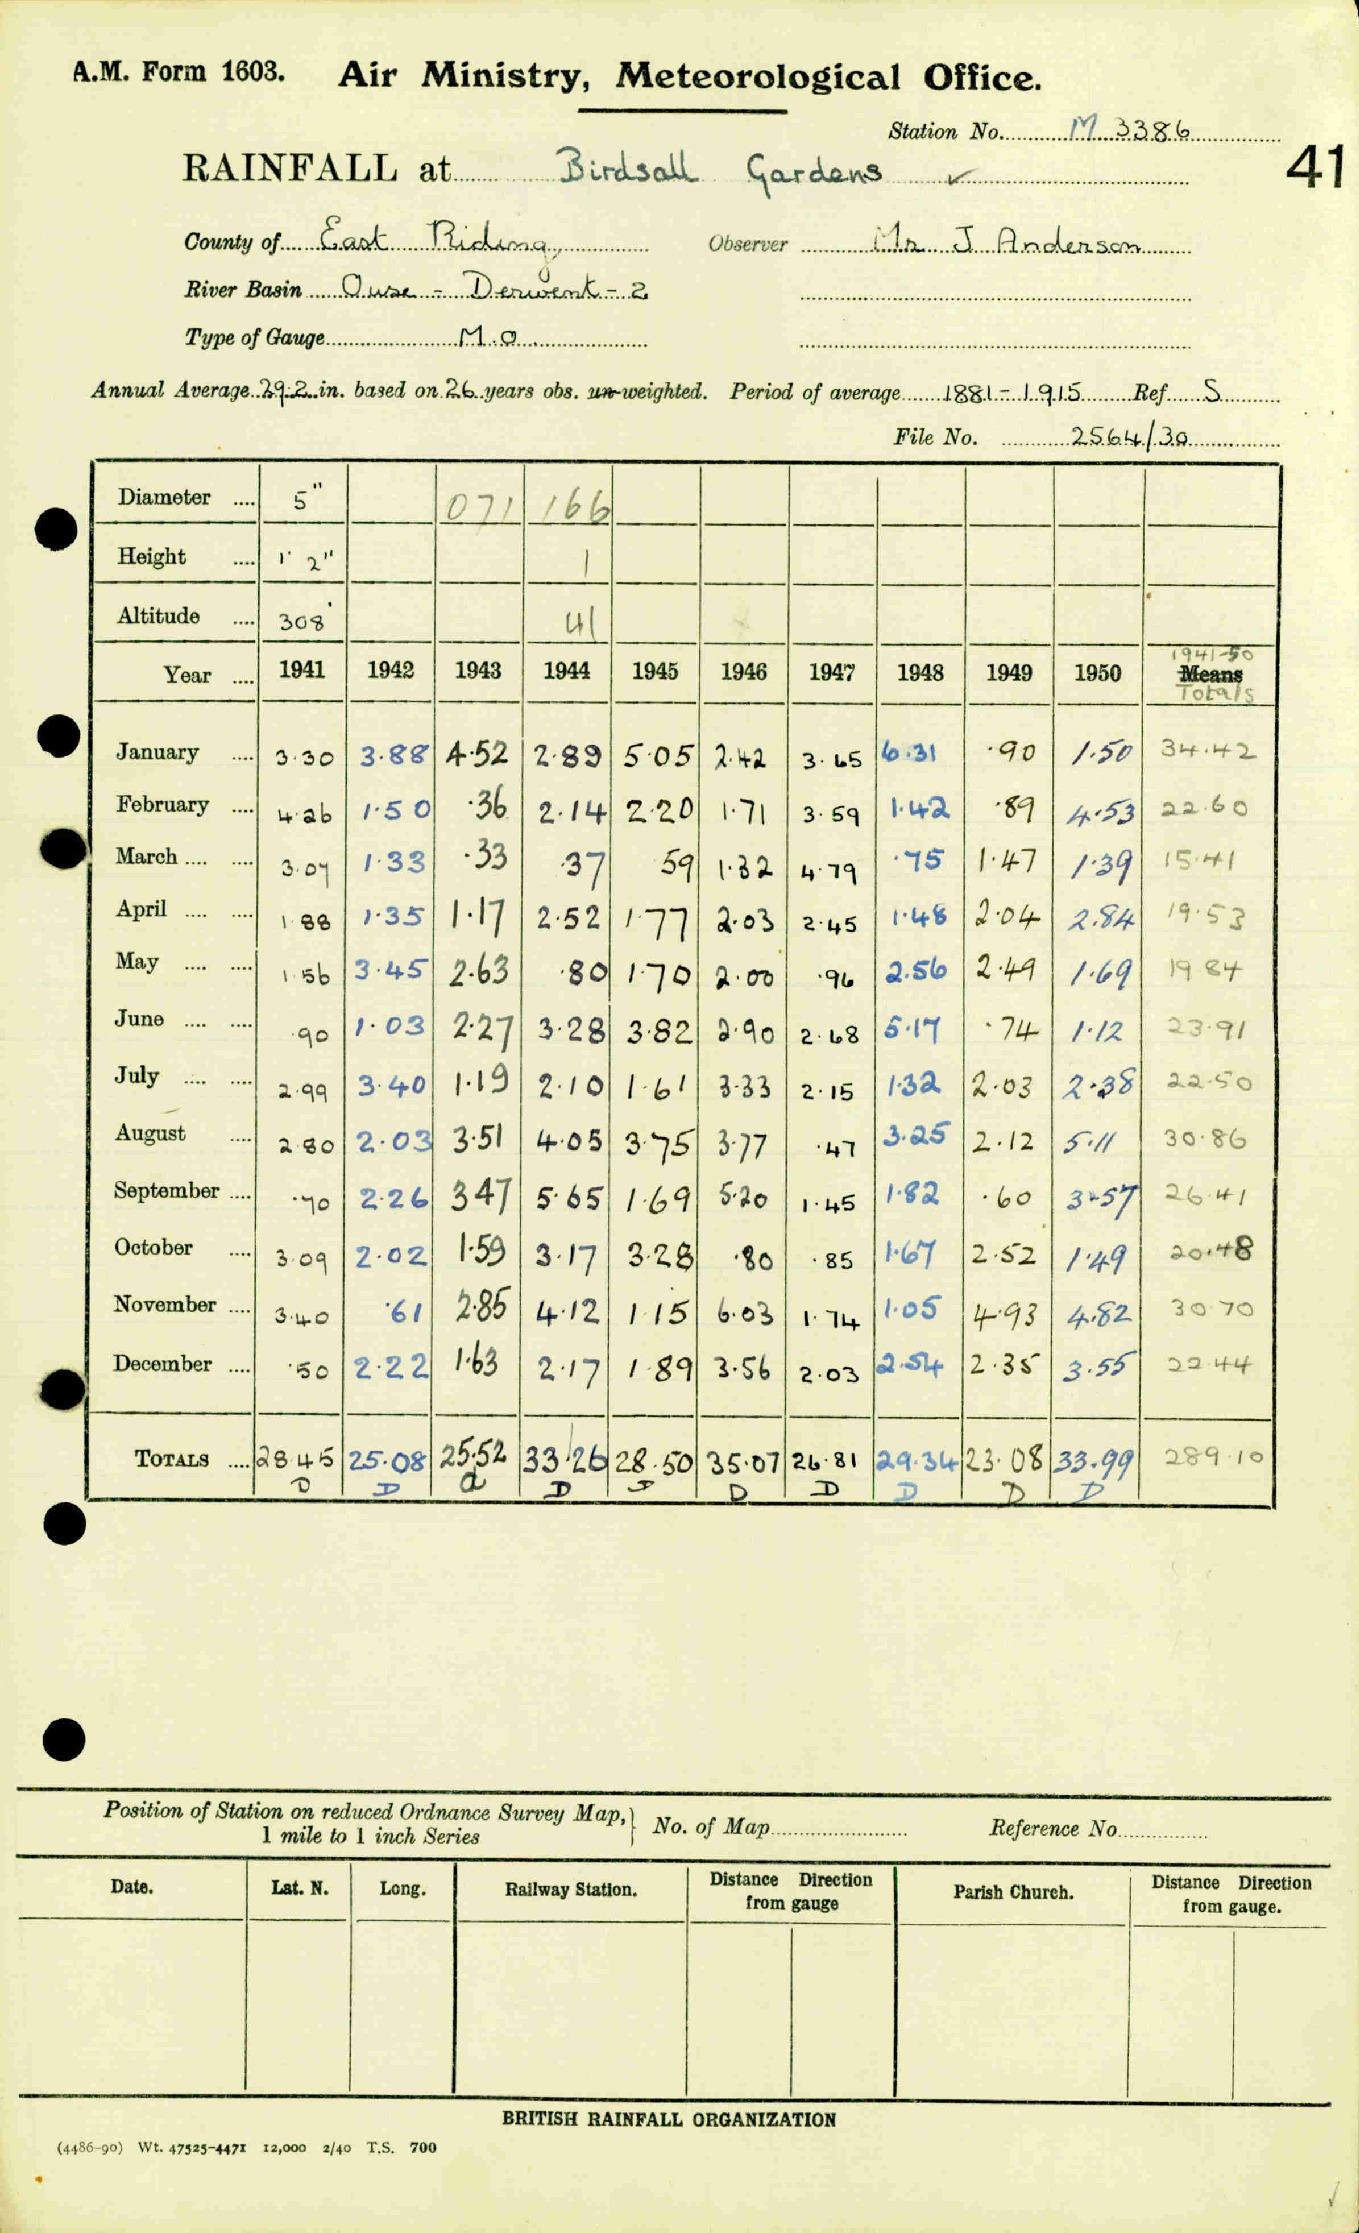 A.M. Form 1603. Air Ministry, Meteorological Office.
Station No. M 3386
41
RAINFALL at Birdsall Gardens ✓
County of East Riding, Observer Mr J Anderson
River Basin Ouse - Derwent - 2
Type of Gauge M.O.
Annual Average 29.2 in. based on 26 years obs. un-weighted. Period of average 1881-1915 Ref S
File No. 2564/30
Diameter .... 5" 071 166
Height .... 1' 2" 1
Altitude .... 308' 41
1941-50
Year .... 1941 1942 1943 1944 1945 1946 1947 1948 1949 1950 Means
Totals
January .... 3.30 3.88 4.52 2.89 5.05 2.42 3.65 6.31 .90 1.50 34.42
February .... 4.26 1.50 .36 2.14 2.20 1.71 3.59 1.42 .89 4.53 22.60
March .... .... 3.07 1.33 .33 .37 59 1.32 4.79 .75 1.47 1.39 15.41
April .... .... 1.88 1.35 1.17 2.52 1.77 2.03 2.45 1.48 2.04 2.84 19.53
May .... .... 1.56 3.45 2.63 .80 1.70 2.00 .96 2.56 2.49 1.69 19 84
June .... .... .90 1.03 2.27 3.28 3.82 2.90 2.68 5.17 .74 1.12 23.91
July .... .... 2.99 3.40 1.19 2.10 1.61 3.33 2.15 1.32 2.03 2.38 22.50
August .... 2.80 2.03 3.51 4.05 3.75 3.77 .47 3.25 2.12 5.11 30.86
September .... .70 2.26 3 47 5.65 1.69 5.20 1.45 1.82 .60 3.57 26.41
October .... 3.09 2.02 1.59 3.17 3.28 .80 .85 1.67 2.52 1.49 20.48
November .... 3.40 .61 2.85 4.12 1.15 6.03 1.74 1.05 4.93 4.82 30.70
December .... .50 2.22 1.63 2.17 1.89 3.56 2.03 2.54 2.35 3.55 22.44
TOTALS .... 28.45 25.08 25.52 33.26 28.50 35.07 26.81 29.34 23.08 33.99 289.10
D D a D D D D D D
Position of Station on reduced Ordnance Survey Map, 1 mile to 1 inch Series } No. of Map Reference No.
Date. Lat. N. Long. Railway Station. Distance from gauge Direction Parish Church. Distance from gauge. Direction
BRITISH RAINFALL ORGANIZATION
(4486-90) Wt. 47525-4471 12,000 2/40 T.S. 700